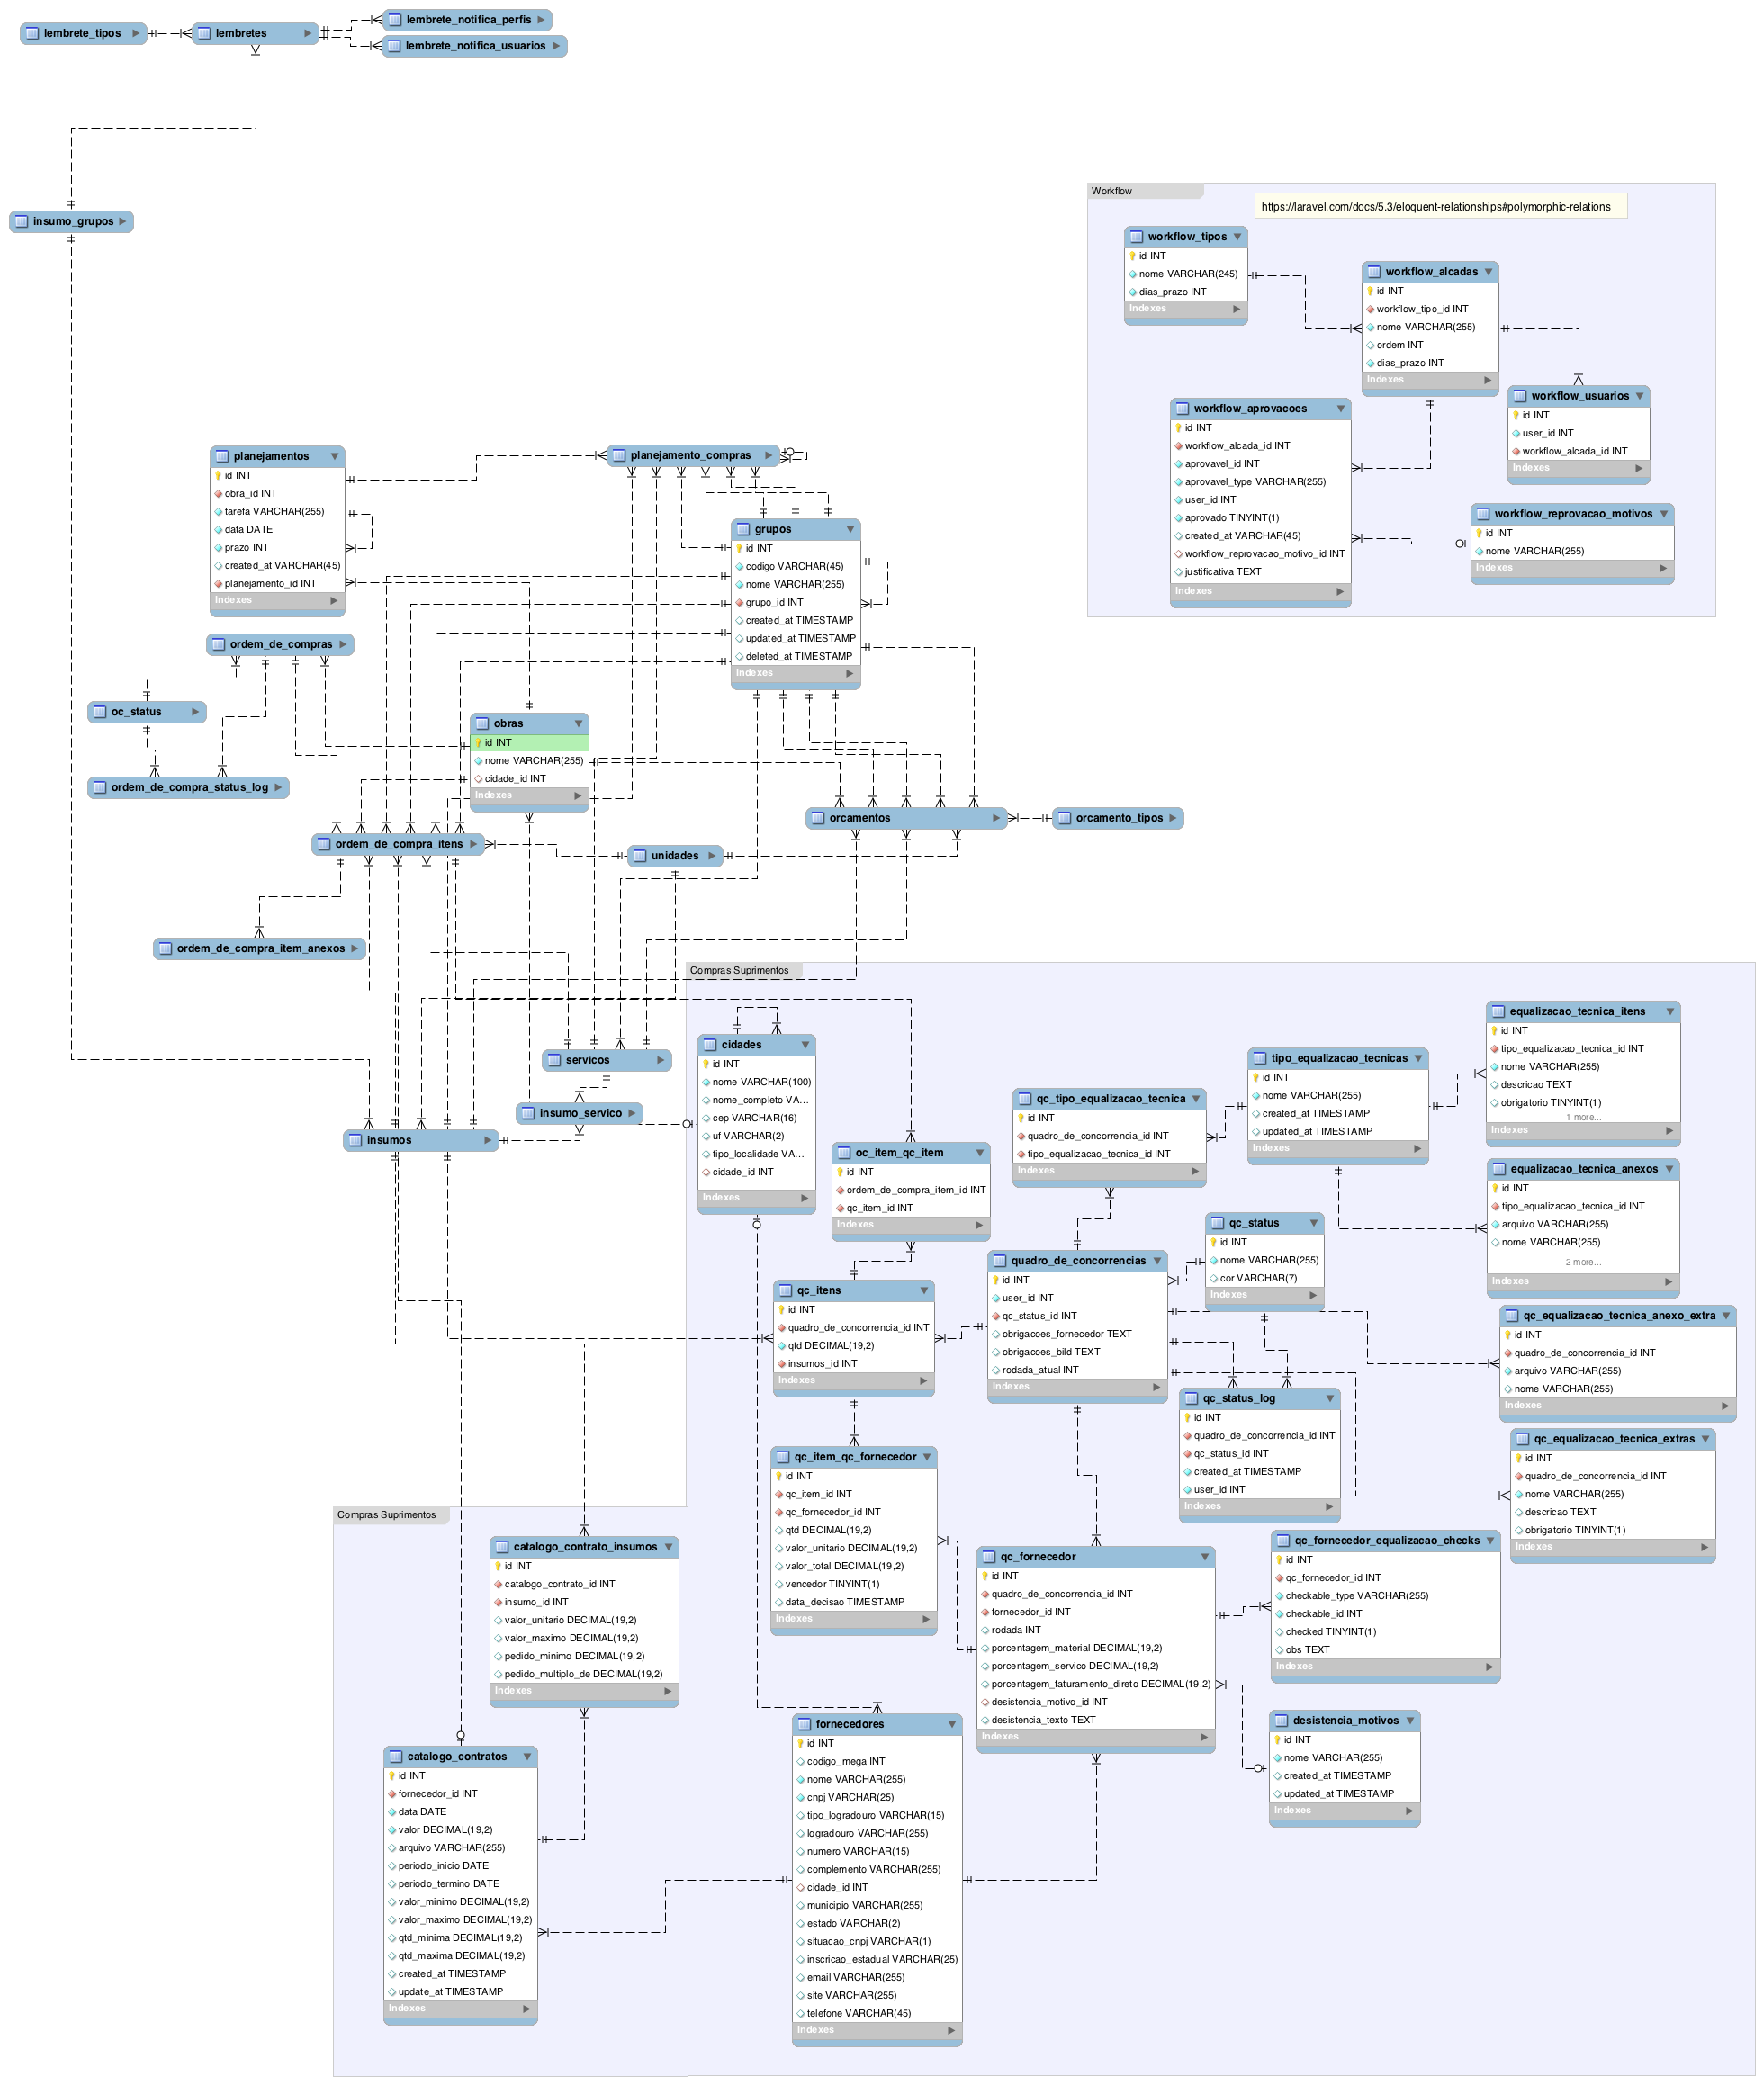 lembrete_tipos
lembretes
lembrete_notifica_perfis
lembrete_notifica_usuarios
insumo_grupos
Workflow
https://laravel.com/docs/5.3/eloquent-relationships#polymorphic-relations
workflow_tipos
id INT
nome VARCHAR(245)
dias_prazo INT
Indexes
workflow_alcadas
id INT
workflow_tipo_id INT
nome VARCHAR(255)
ordem INT
dias_prazo INT
Indexes
workflow_usuarios
id INT
user_id INT
workflow_alcada_id INT
Indexes
workflow_aprovacoes
id INT
workflow_alcada_id INT
aprovavel_id INT
aprovavel_type VARCHAR(255)
user_id INT
aprovado TINYINT(1)
created_at VARCHAR(45)
workflow_reprovacao_motivo_id INT
justificativa TEXT
Indexes
workflow_reprovacao_motivos
id INT
nome VARCHAR(255)
Indexes
planejamentos
id INT
obra_id INT
tarefa VARCHAR(255)
data DATE
prazo INT
created_at VARCHAR(45)
planejamento_id INT
Indexes
planejamento_compras
grupos
id INT
codigo VARCHAR(45)
nome VARCHAR(255)
grupo_id INT
created_at TIMESTAMP
updated_at TIMESTAMP
deleted_at TIMESTAMP
Indexes
ordem_de_compras
oc_status
ordem_de_compra_status_log
obras
id INT
nome VARCHAR(255)
cidade_id INT
Indexes
orcamentos
orcamento_tipos
ordem_de_compra_itens
unidades
ordem_de_compra_item_anexos
servicos
insumo_servico
insumos
Compras Suprimentos
cidades
id INT
nome VARCHAR(100)
nome_completo VA...
cep VARCHAR(16)
uf VARCHAR(2)
tipo_localidade VA...
cidade_id INT
Indexes
oc_item_qc_item
id INT
ordem_de_compra_item_id INT
qc_item_id INT
Indexes
qc_tipo_equalizacao_tecnica
id INT
quadro_de_concorrencia_id INT
tipo_equalizacao_tecnica_id INT
Indexes
tipo_equalizacao_tecnicas
id INT
nome VARCHAR(255)
created_at TIMESTAMP
updated_at TIMESTAMP
Indexes
equalizacao_tecnica_itens
id INT
tipo_equalizacao_tecnica_id INT
nome VARCHAR(255)
descricao TEXT
obrigatorio TINYINT(1)
1 more...
Indexes
equalizacao_tecnica_anexos
id INT
tipo_equalizacao_tecnica_id INT
arquivo VARCHAR(255)
nome VARCHAR(255)
2 more...
Indexes
qc_status
id INT
nome VARCHAR(255)
cor VARCHAR(7)
Indexes
quadro_de_concorrencias
id INT
user_id INT
qc_status_id INT
obrigacoes_fornecedor TEXT
obrigacoes_bild TEXT
rodada_atual INT
Indexes
qc_itens
id INT
quadro_de_concorrencia_id INT
qtd DECIMAL(19,2)
insumos_id INT
Indexes
qc_equalizacao_tecnica_anexo_extra
id INT
quadro_de_concorrencia_id INT
arquivo VARCHAR(255)
nome VARCHAR(255)
Indexes
qc_status_log
id INT
quadro_de_concorrencia_id INT
qc_status_id INT
created_at TIMESTAMP
user_id INT
Indexes
qc_equalizacao_tecnica_extras
id INT
quadro_de_concorrencia_id INT
nome VARCHAR(255)
descricao TEXT
obrigatorio TINYINT(1)
Indexes
qc_item_qc_fornecedor
id INT
qc_item_id INT
qc_fornecedor_id INT
qtd DECIMAL(19,2)
valor_unitario DECIMAL(19,2)
valor_total DECIMAL(19,2)
vencedor TINYINT(1)
data_decisao TIMESTAMP
Indexes
qc_fornecedor
id INT
quadro_de_concorrencia_id INT
fornecedor_id INT
rodada INT
porcentagem_material DECIMAL(19,2)
porcentagem_servico DECIMAL(19,2)
porcentagem_faturamento_direto DECIMAL(19,2)
desistencia_motivo_id INT
desistencia_texto TEXT
Indexes
qc_fornecedor_equalizacao_checks
id INT
qc_fornecedor_id INT
checkable_type VARCHAR(255)
checkable_id INT
checked TINYINT(1)
obs TEXT
Indexes
desistencia_motivos
id INT
nome VARCHAR(255)
created_at TIMESTAMP
updated_at TIMESTAMP
Indexes
fornecedores
id INT
codigo_mega INT
nome VARCHAR(255)
cnpj VARCHAR(25)
tipo_logradouro VARCHAR(15)
logradouro VARCHAR(255)
numero VARCHAR(15)
complemento VARCHAR(255)
cidade_id INT
municipio VARCHAR(255)
estado VARCHAR(2)
situacao_cnpj VARCHAR(1)
inscricao_estadual VARCHAR(25)
email VARCHAR(255)
site VARCHAR(255)
telefone VARCHAR(45)
Indexes
Compras Suprimentos
catalogo_contrato_insumos
id INT
catalogo_contrato_id INT
insumo_id INT
valor_unitario DECIMAL(19,2)
valor_maximo DECIMAL(19,2)
pedido_minimo DECIMAL(19,2)
pedido_multiplo_de DECIMAL(19,2)
Indexes
catalogo_contratos
id INT
fornecedor_id INT
data DATE
valor DECIMAL(19,2)
arquivo VARCHAR(255)
periodo_inicio DATE
periodo_termino DATE
valor_minimo DECIMAL(19,2)
valor_maximo DECIMAL(19,2)
qtd_minima DECIMAL(19,2)
qtd_maxima DECIMAL(19,2)
created_at TIMESTAMP
update_at TIMESTAMP
Indexes